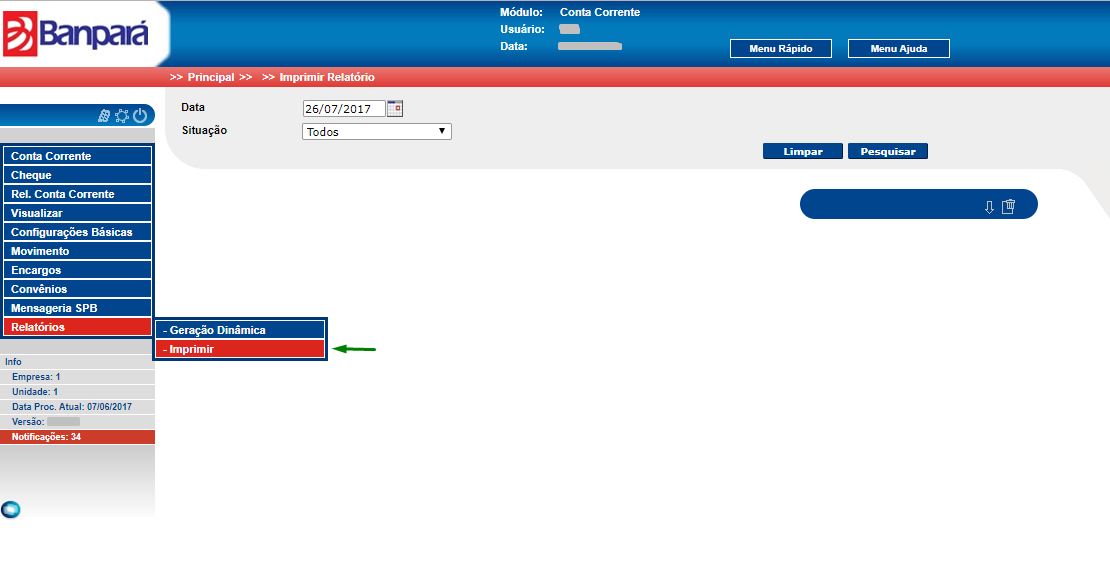 Banpará
Módulo: Conta Corrente
Usuário:
Data:
Menu Rápido
Menu Ajuda
>> Principal >> >> Imprimir Relatório
Data 26/07/2017
Situação Todos
Limpar
Pesquisar
Conta Corrente
Cheque
Rel. Conta Corrente
Visualizar
Configurações Básicas
Movimento
Encargos
Convênios
Mensageria SPB
Relatórios
- Geração Dinâmica
- Imprimir
Info
Empresa: 1
Unidade: 1
Data Proc. Atual: 07/06/2017
Versão:
Notificações: 34